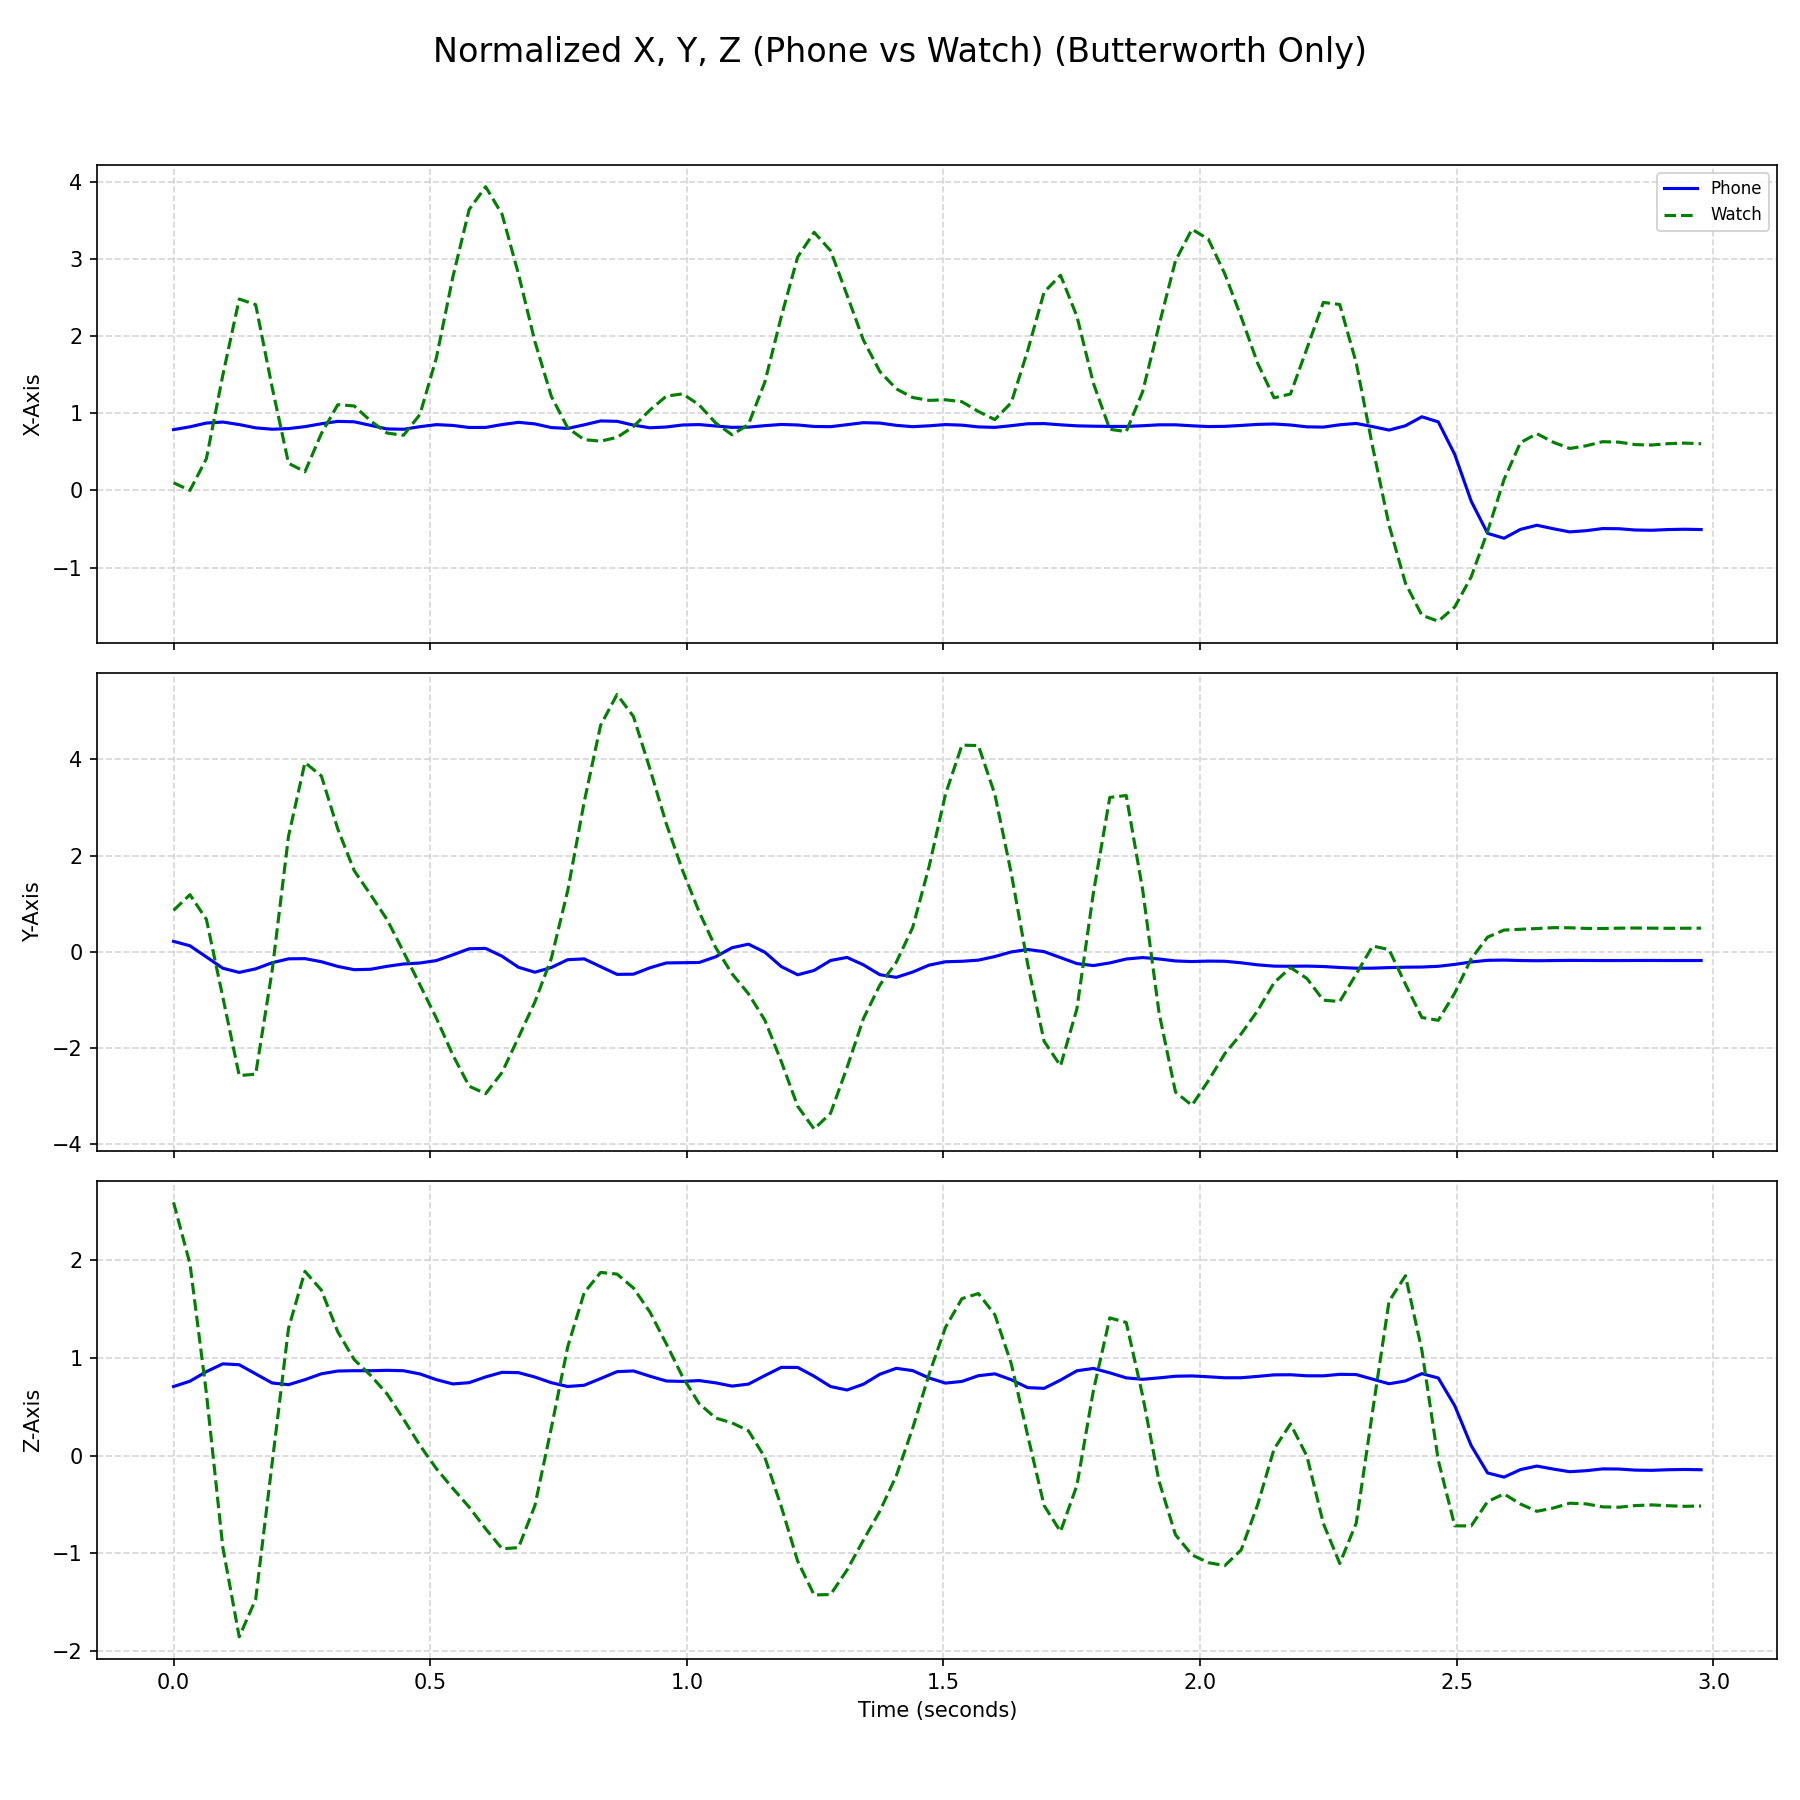 Normalized X, Y, Z (Phone vs Watch) (Butterworth Only)
Phone
Watch
X-Axis
4
3
2
1
0
−1
Y-Axis
4
2
0
−2
−4
Z-Axis
2
1
0
−1
−2
0.0 0.5 1.0 1.5 2.0 2.5 3.0
Time (seconds)